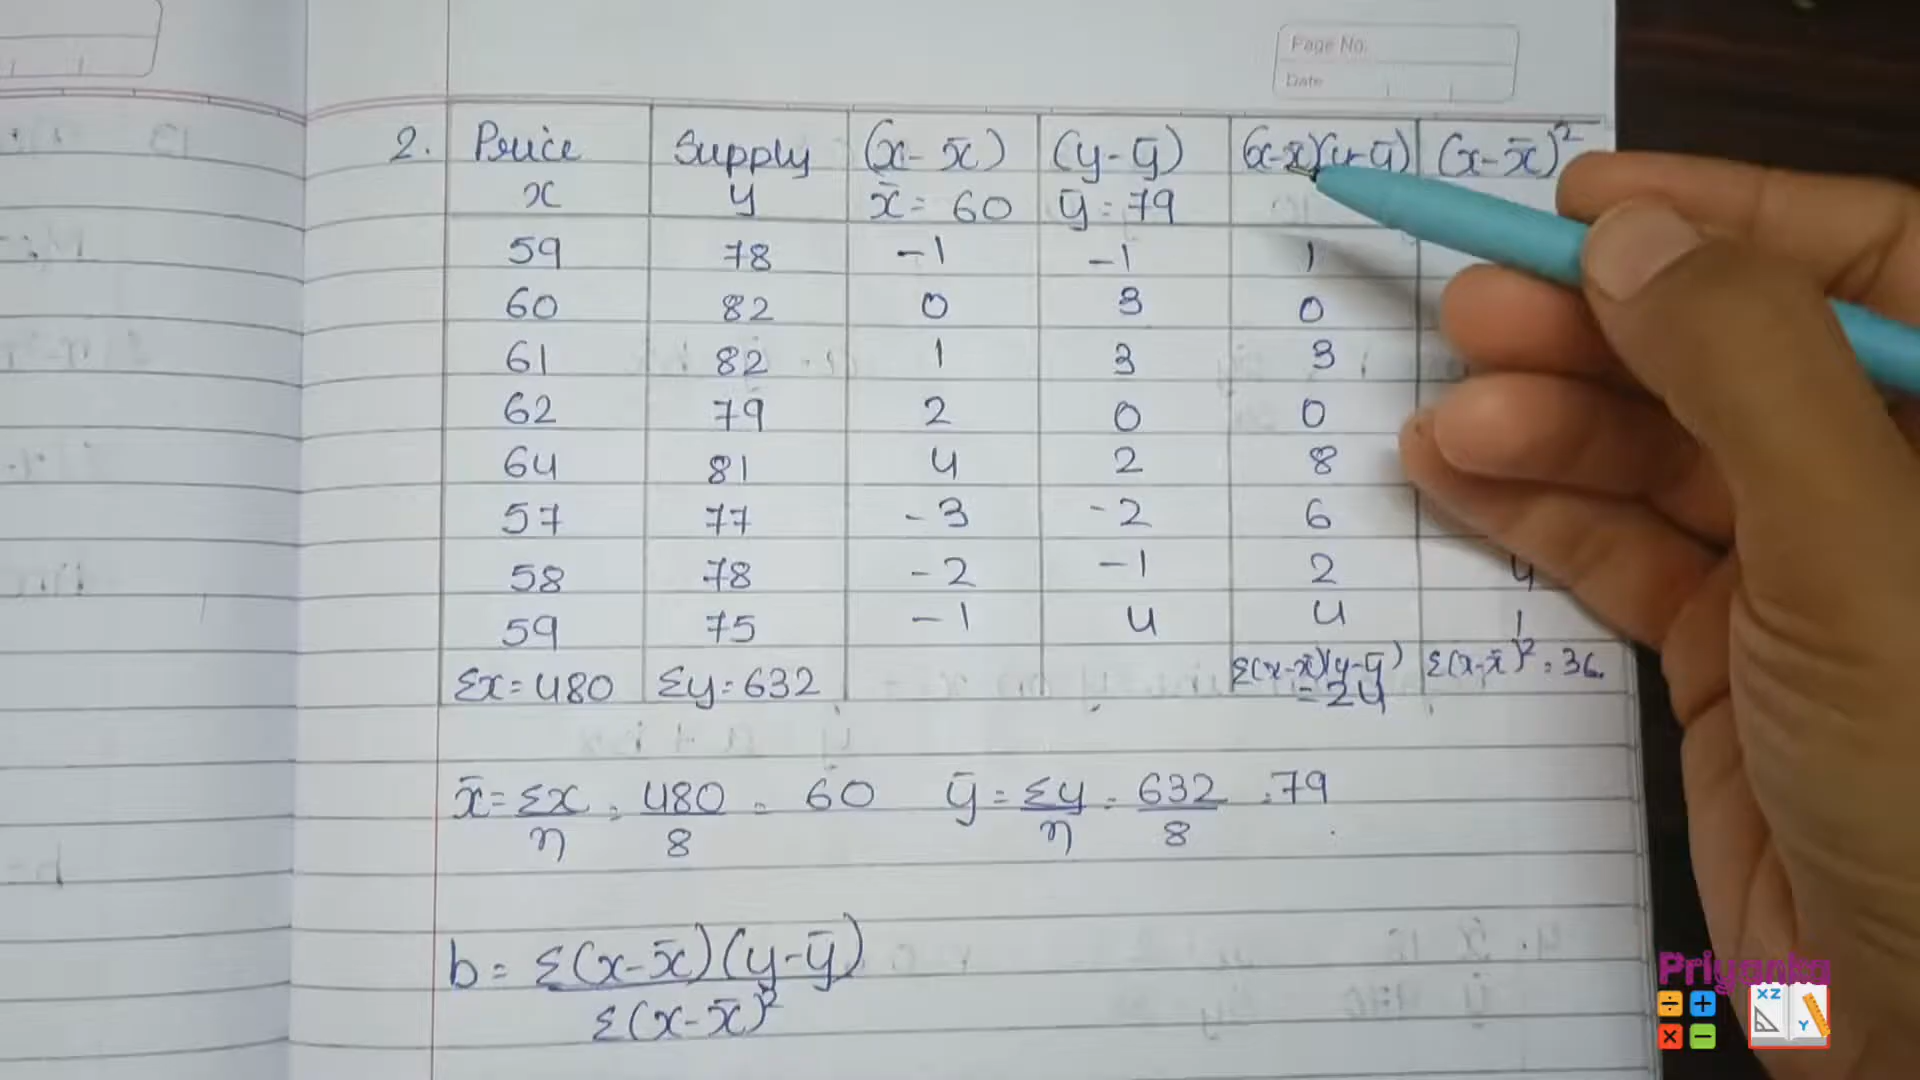 Page No.
Date
2. Price Supply (x-x̄) (y-ȳ) (x-x̄)(y-ȳ) (x-x̄)²
x y x̄ = 60 ȳ = 79
59 78 -1 -1 1
60 82 0 3 0
61 82 1 3 3
62 79 2 0 0
64 81 4 2 8
57 77 -3 -2 6
58 78 -2 -1 2 4
59 75 -1 4 4 1
Σx=480 Σy=632 Σ(x-x̄)(y-ȳ) = 24 Σ(x-x̄)² = 36.
x̄ = Σx/n = 480/8 = 60 ȳ = Σy/n = 632/8 = 79
b = Σ(x-x̄)(y-ȳ)
Σ(x-x̄)²
Priyanka
XZ
Y